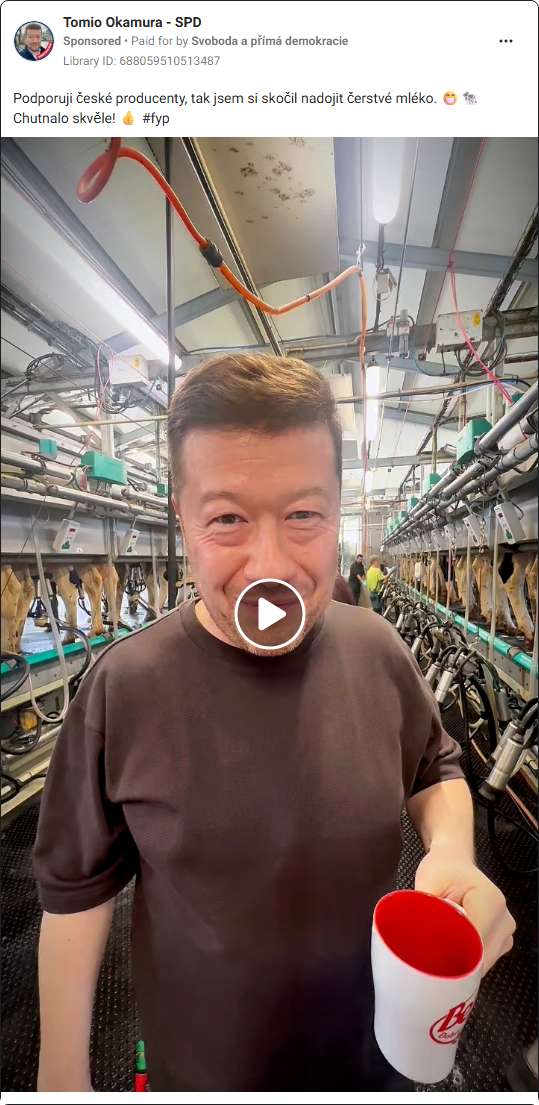 Tomio Okamura - SPD
Sponsored • Paid for by Svoboda a přímá demokracie
Library ID: 688059510513487
Podporuji české producenty, tak jsem si skočil nadojit čerstvé mléko. 😁 🐄
Chutnalo skvěle! 👍 #fyp